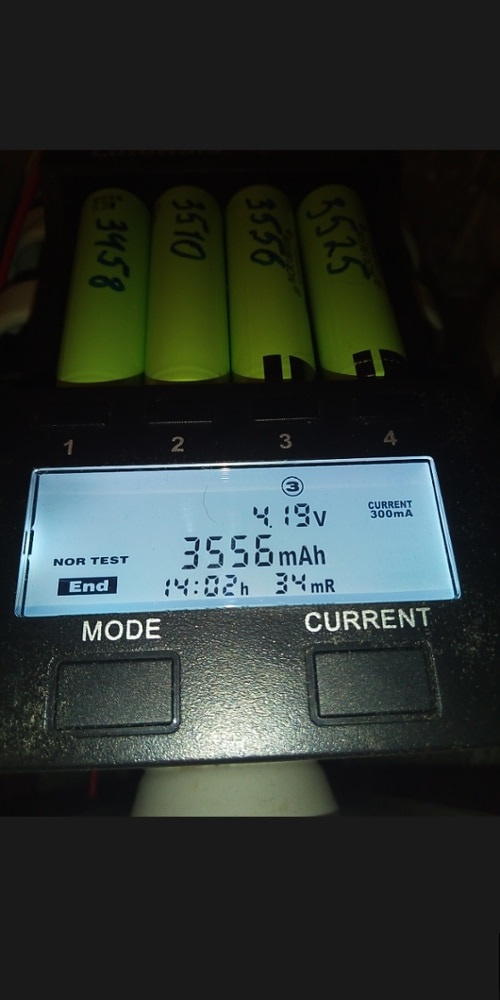 3458
3510
3556
3525
1 2 3 4
3
4.19V
CURRENT
300mA
NOR TEST
3556mAh
End
14:02h 34mR
MODE
CURRENT